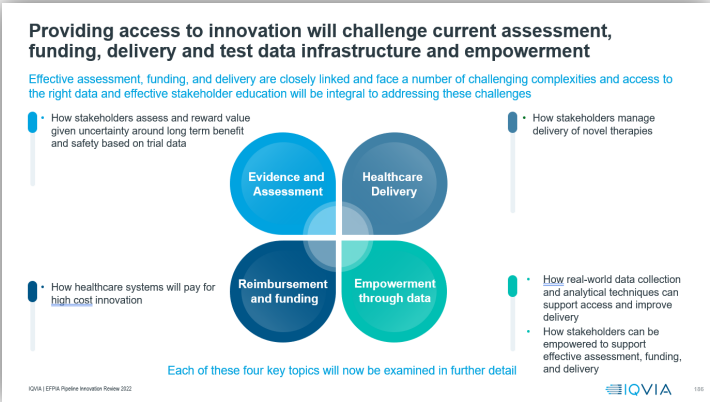 Providing access to innovation will challenge current assessment,
funding, delivery and test data infrastructure and empowerment
Effective assessment, funding, and delivery are closely linked and face a number of challenging complexities and access to
the right data and effective stakeholder education will be integral to addressing these challenges
• How stakeholders assess and reward value
given uncertainty around long term benefit
and safety based on trial data
• How stakeholders manage
delivery of novel therapies
Evidence and
Assessment
Healthcare
Delivery
Reimbursement
and funding
Empowerment
through data
• How healthcare systems will pay for
high cost innovation
• How real-world data collection
and analytical techniques can
support access and improve
delivery
• How stakeholders can be
empowered to support
effective assessment, funding,
and delivery
Each of these four key topics will now be examined in further detail
IQVIA | EFPIA Pipeline Innovation Review 2022
IQVIA